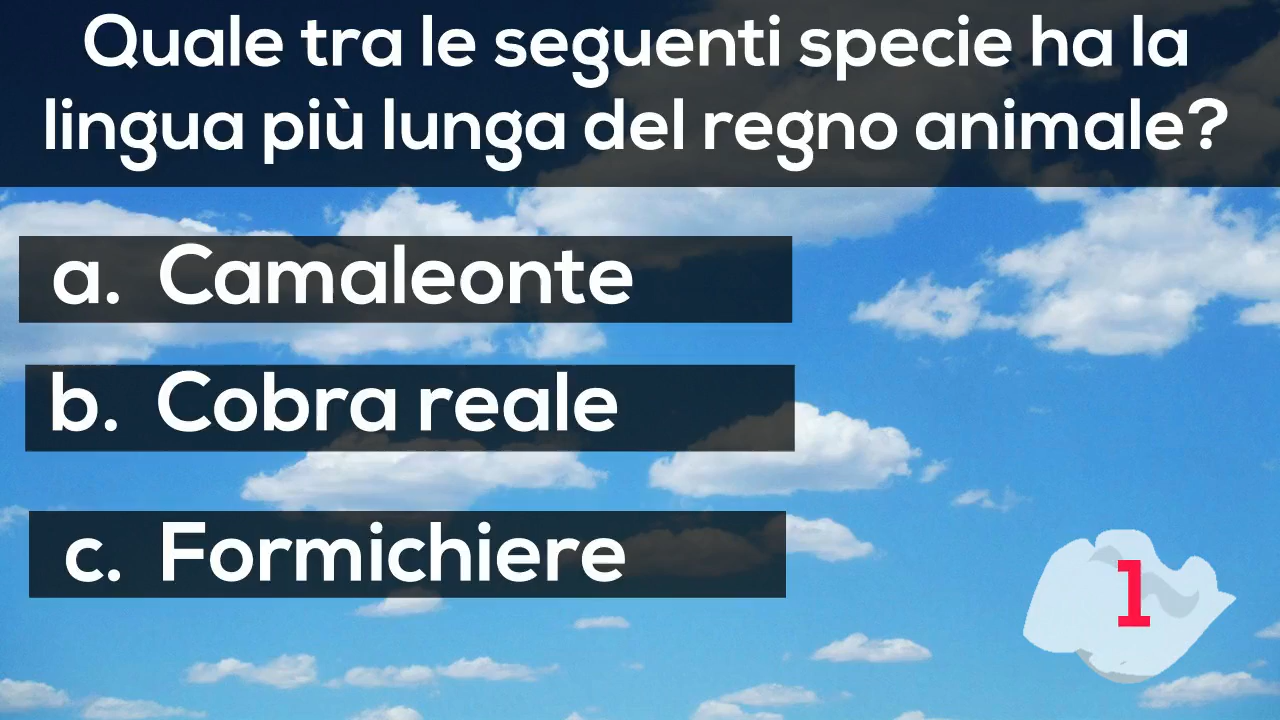 Quale tra le seguenti specie ha la
lingua più lunga del regno animale?
a. Camaleonte
b. Cobra reale
c. Formichiere
1